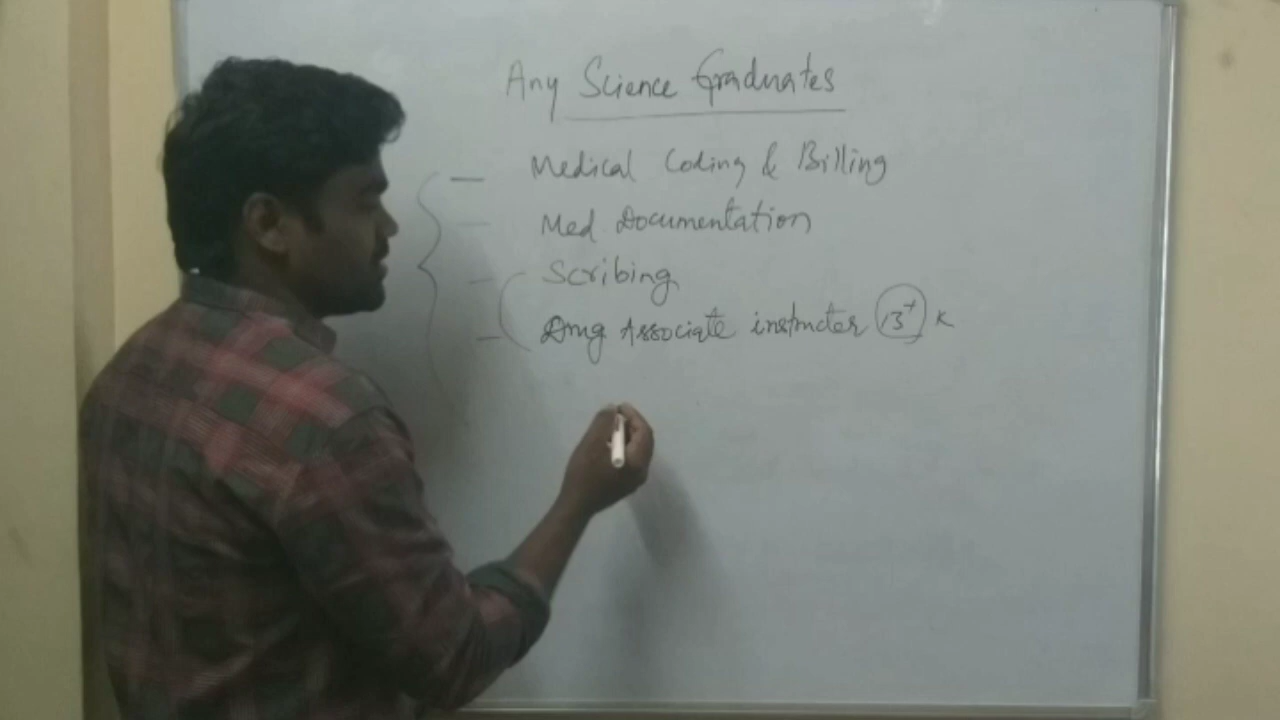 Any Science Graduates
Medical Coding & Billing
Med Documentation
Scribing
Drug Associate instructer 13+ K